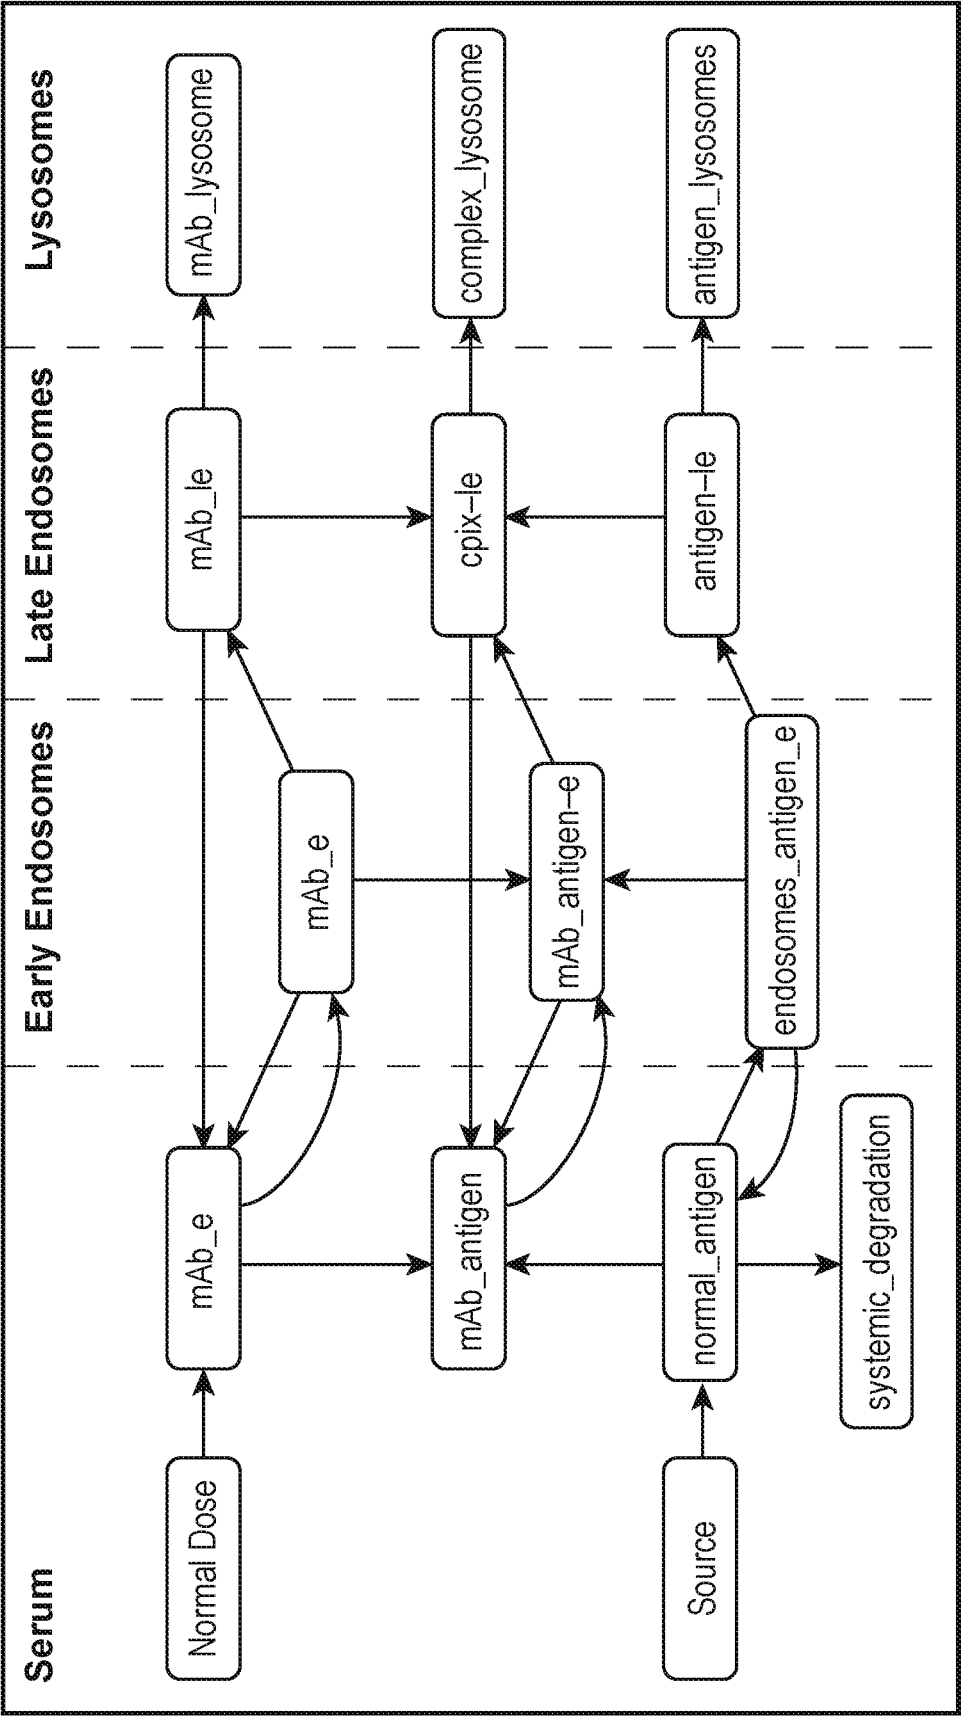 Serum
Early Endosomes
Late Endosomes
Lysosomes
Normal Dose
mAb_e
mAb_le
mAb_lysosome
mAb_e
mAb_antigen
cpix–le
complex_lysosome
mAb_antigen–e
Source
normal_antigen
antigen–le
antigen_lysosomes
endosomes_antigen_e
systemic_degradation